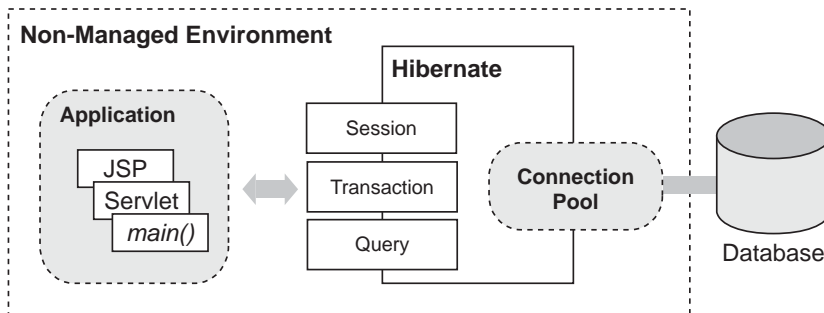 Non-Managed Environment
Hibernate
Application
JSP
Servlet
main()
Session
Transaction
Query
Connection
Pool
Database